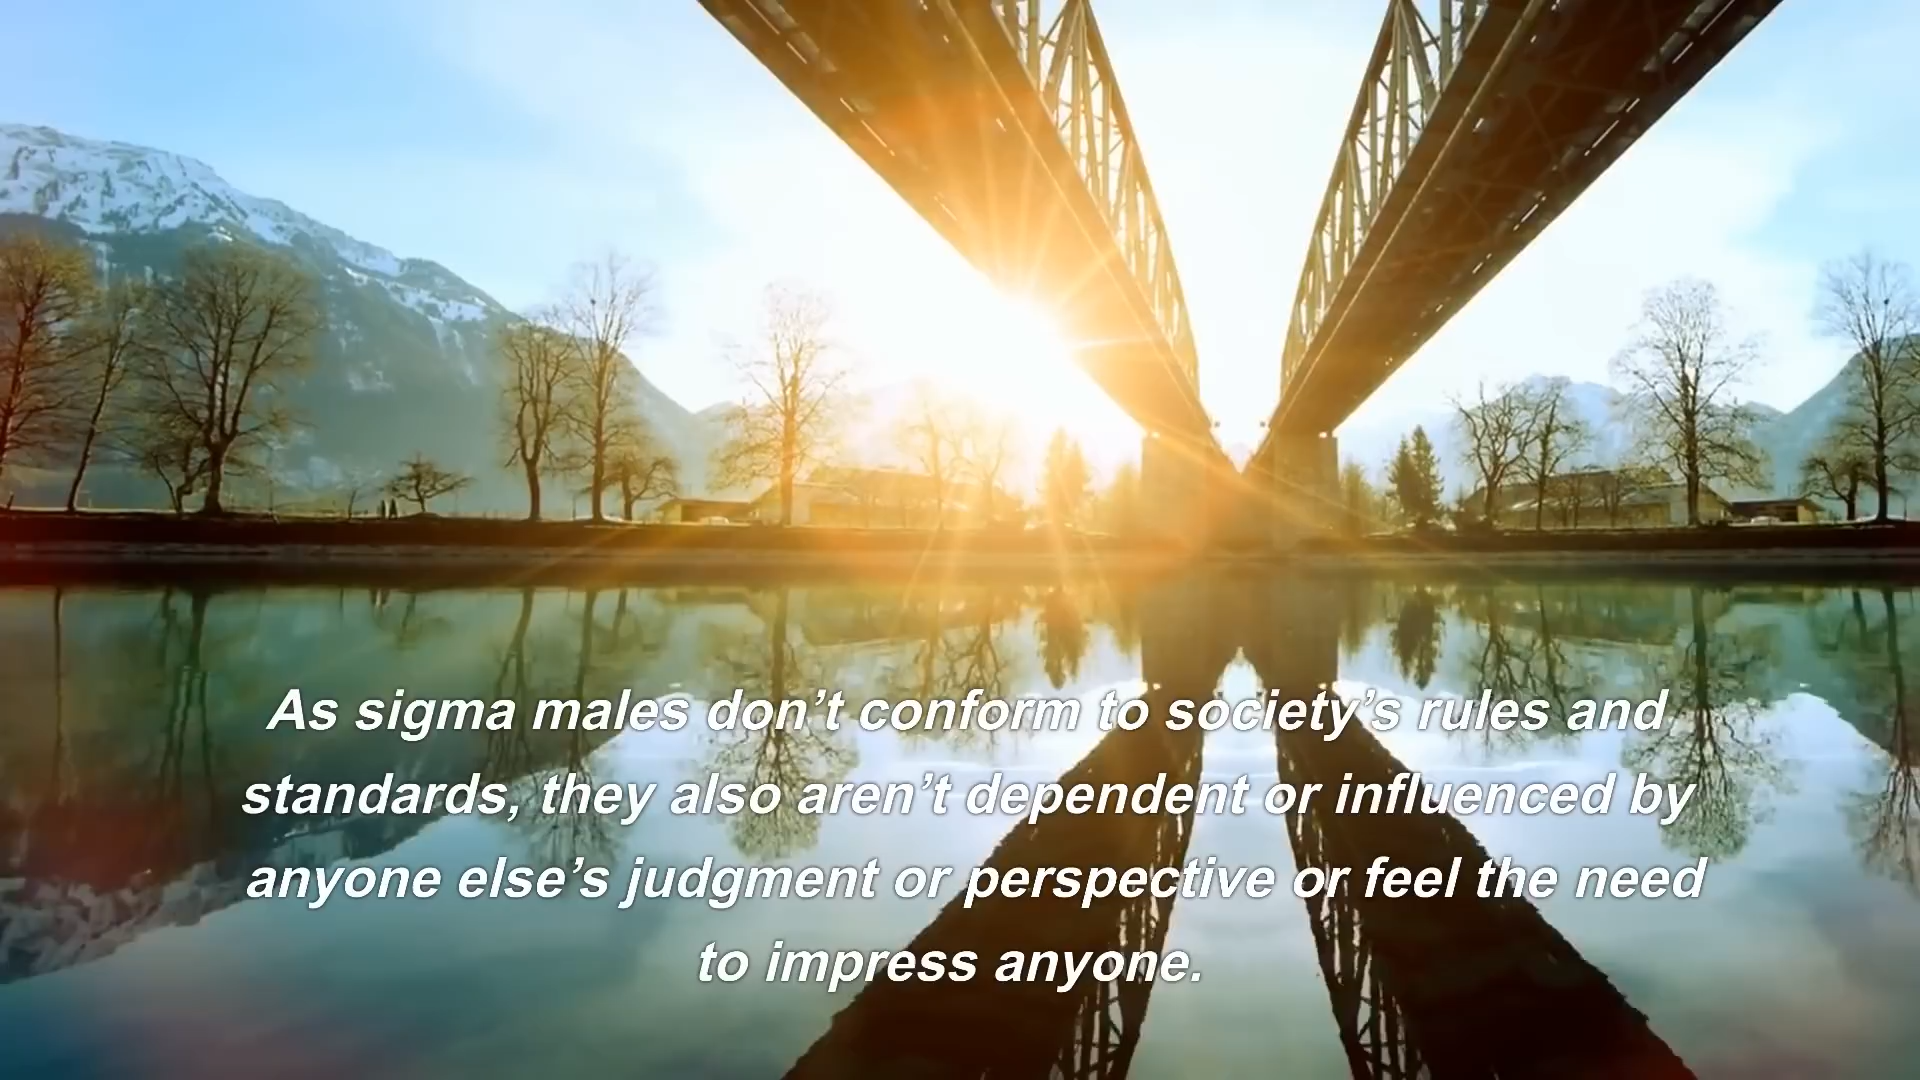 As sigma males don’t conform to society’s rules and
standards, they also aren’t dependent or influenced by
anyone else’s judgment or perspective or feel the need
to impress anyone.